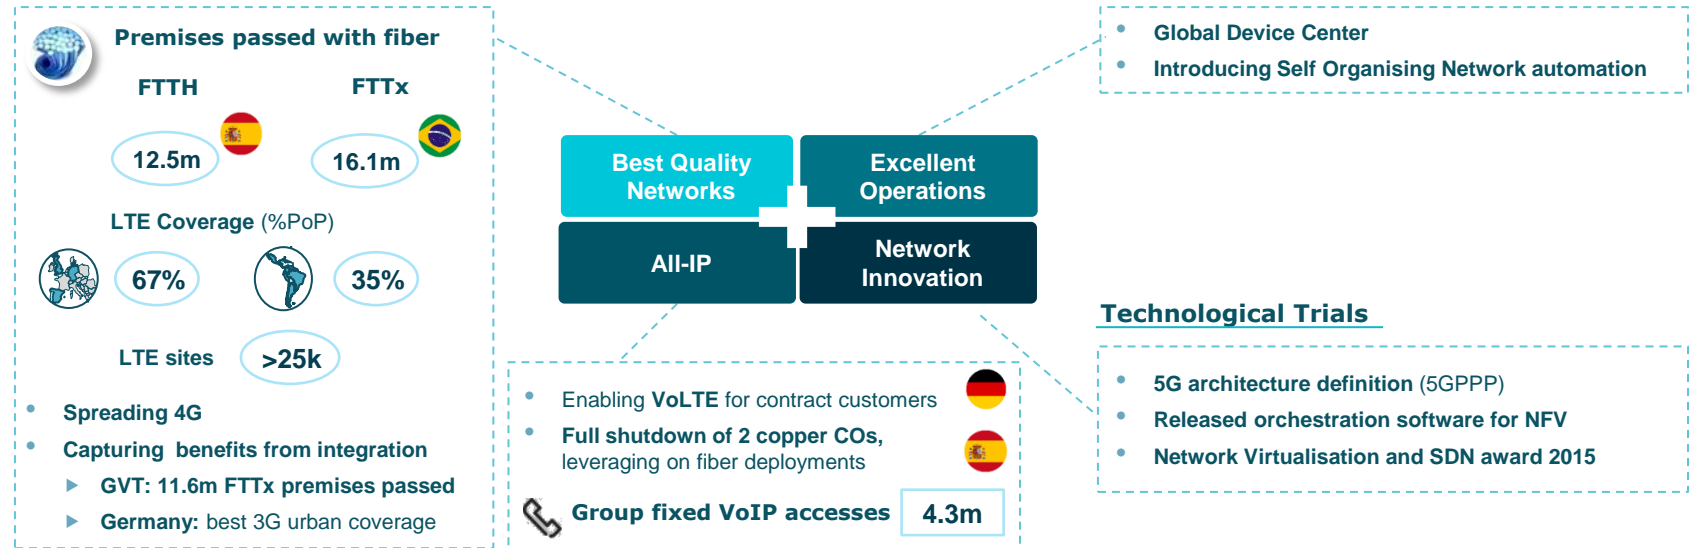 Premises passed with fiber
FTTH
FTTx
12.5m
16.1m
LTE Coverage (%PoP)
67%
35%
LTE sites
>25k
• Spreading 4G
• Capturing benefits from integration
▶ GVT: 11.6m FTTx premises passed
▶ Germany: best 3G urban coverage
Best Quality
Networks
Excellent
Operations
All-IP
Network
Innovation
• Enabling VoLTE for contract customers
• Full shutdown of 2 copper COs,
leveraging on fiber deployments
Group fixed VoIP accesses
4.3m
• Global Device Center
• Introducing Self Organising Network automation
Technological Trials
• 5G architecture definition (5GPPP)
• Released orchestration software for NFV
• Network Virtualisation and SDN award 2015